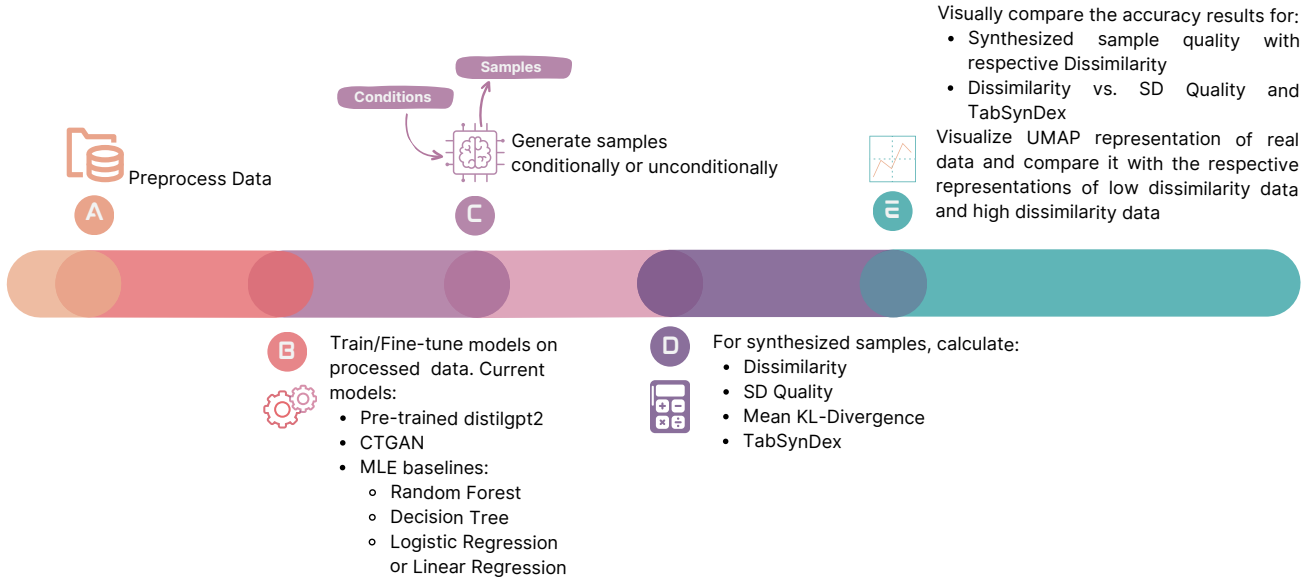 Preprocess Data
A
Train/Fine-tune models on
processed data. Current
models:
• Pre-trained distilgpt2
• CTGAN
• MLE baselines:
◦ Random Forest
◦ Decision Tree
◦ Logistic Regression
or Linear Regression
B
Samples
Conditions
Generate samples
conditionally or unconditionally
C
D
For synthesized samples, calculate:
• Dissimilarity
• SD Quality
• Mean KL-Divergence
• TabSynDex
Visually compare the accuracy results for:
• Synthesized sample quality with
respective Dissimilarity
• Dissimilarity vs. SD Quality and
TabSynDex
Visualize UMAP representation of real
data and compare it with the respective
representations of low dissimilarity data
and high dissimilarity data
E